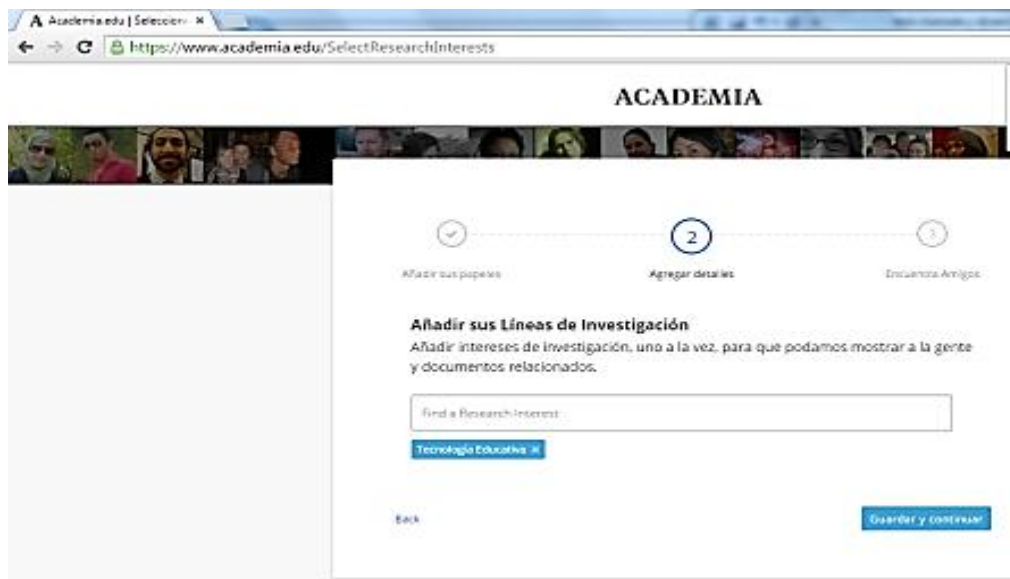 Academia.edu | Seleccion
https://www.academia.edu/SelectResearchInterests
ACADEMIA
2
3
Añadir sus papeles
Agregar detalles
Encuentra Amigos
Añadir sus Líneas de Investigación
Añadir intereses de investigación, uno a la vez, para que podamos mostrar a la gente
y documentos relacionados.
Find a Research Interest
Tecnología Educativa x
Back
Guardar y continuar